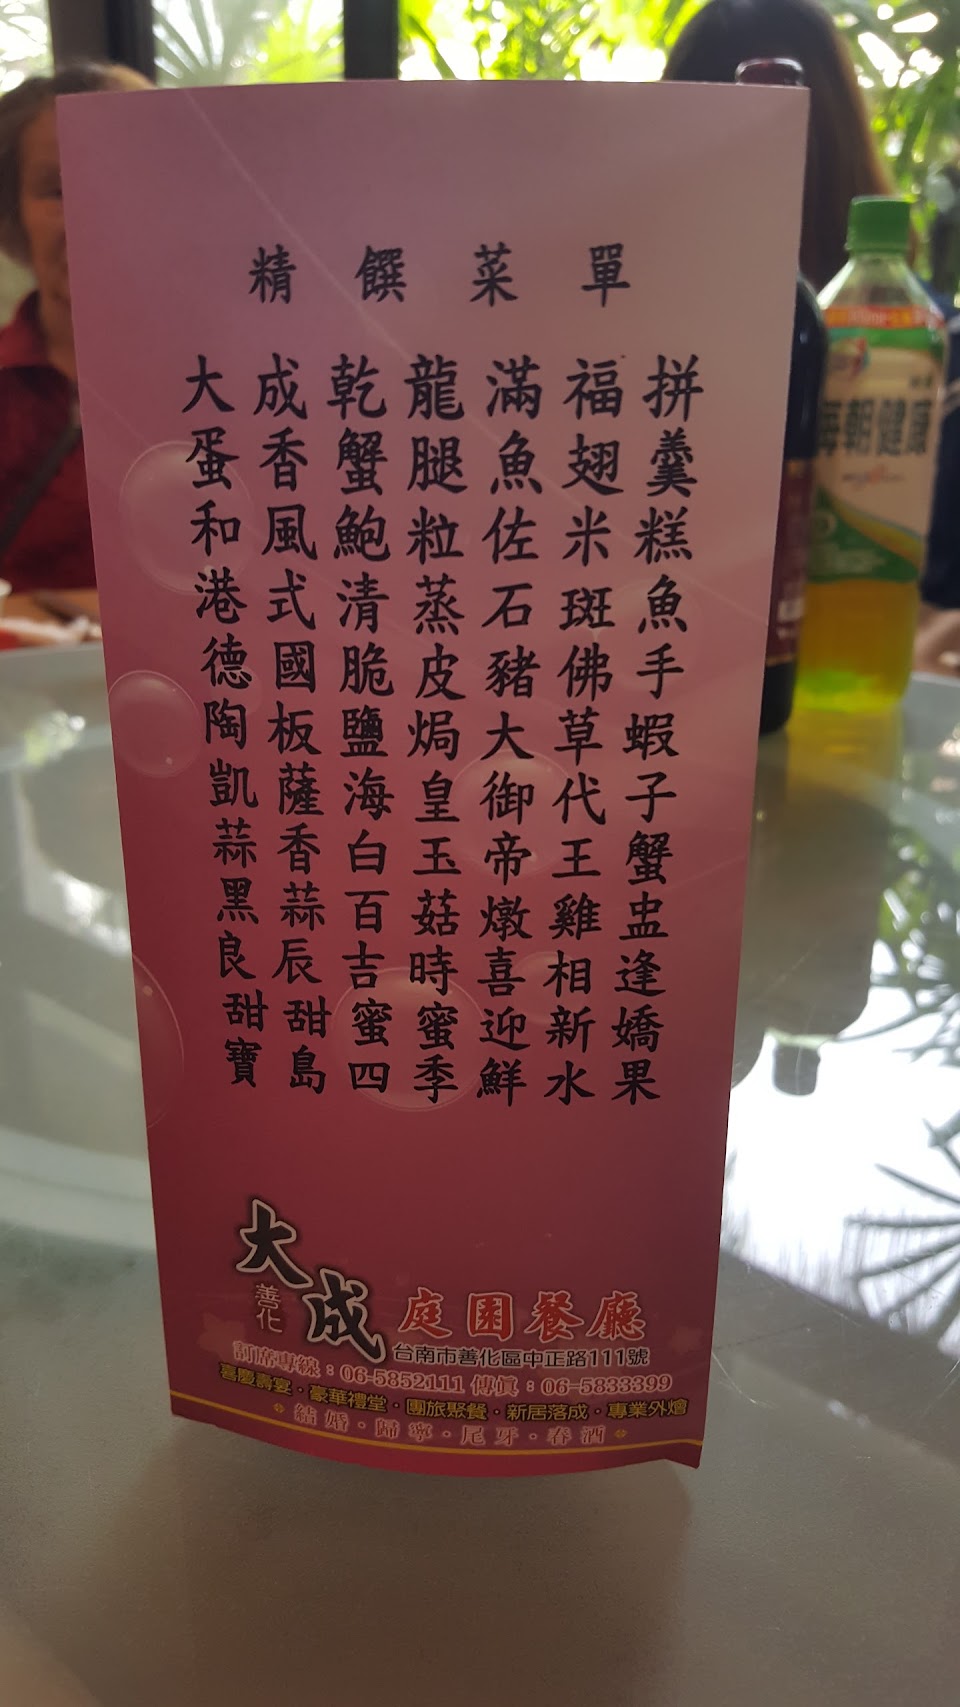 精饌菜單
大成乾龍滿福拼
蛋香蟹腿魚翅羹
和風鮑粒佐米糕
港式清蒸石斑魚
德國脆皮豬佛手
陶板鹽焗大草蝦
凱薩海皇御代子
蒜香白玉帝王蟹
黑蒜百菇燉雞盅
良辰吉時喜相逢
甜甜蜜蜜迎新嬌
寶島四季鮮水果
大成
善化
庭園餐廳
台南市善化區中正路111號
訂席專線：06-5852111 傳真：06-5833399
喜慶壽宴·豪華禮堂·團旅聚餐·新居落成·專業外燴
結婚·歸寧·尾牙·春酒
每朝健康